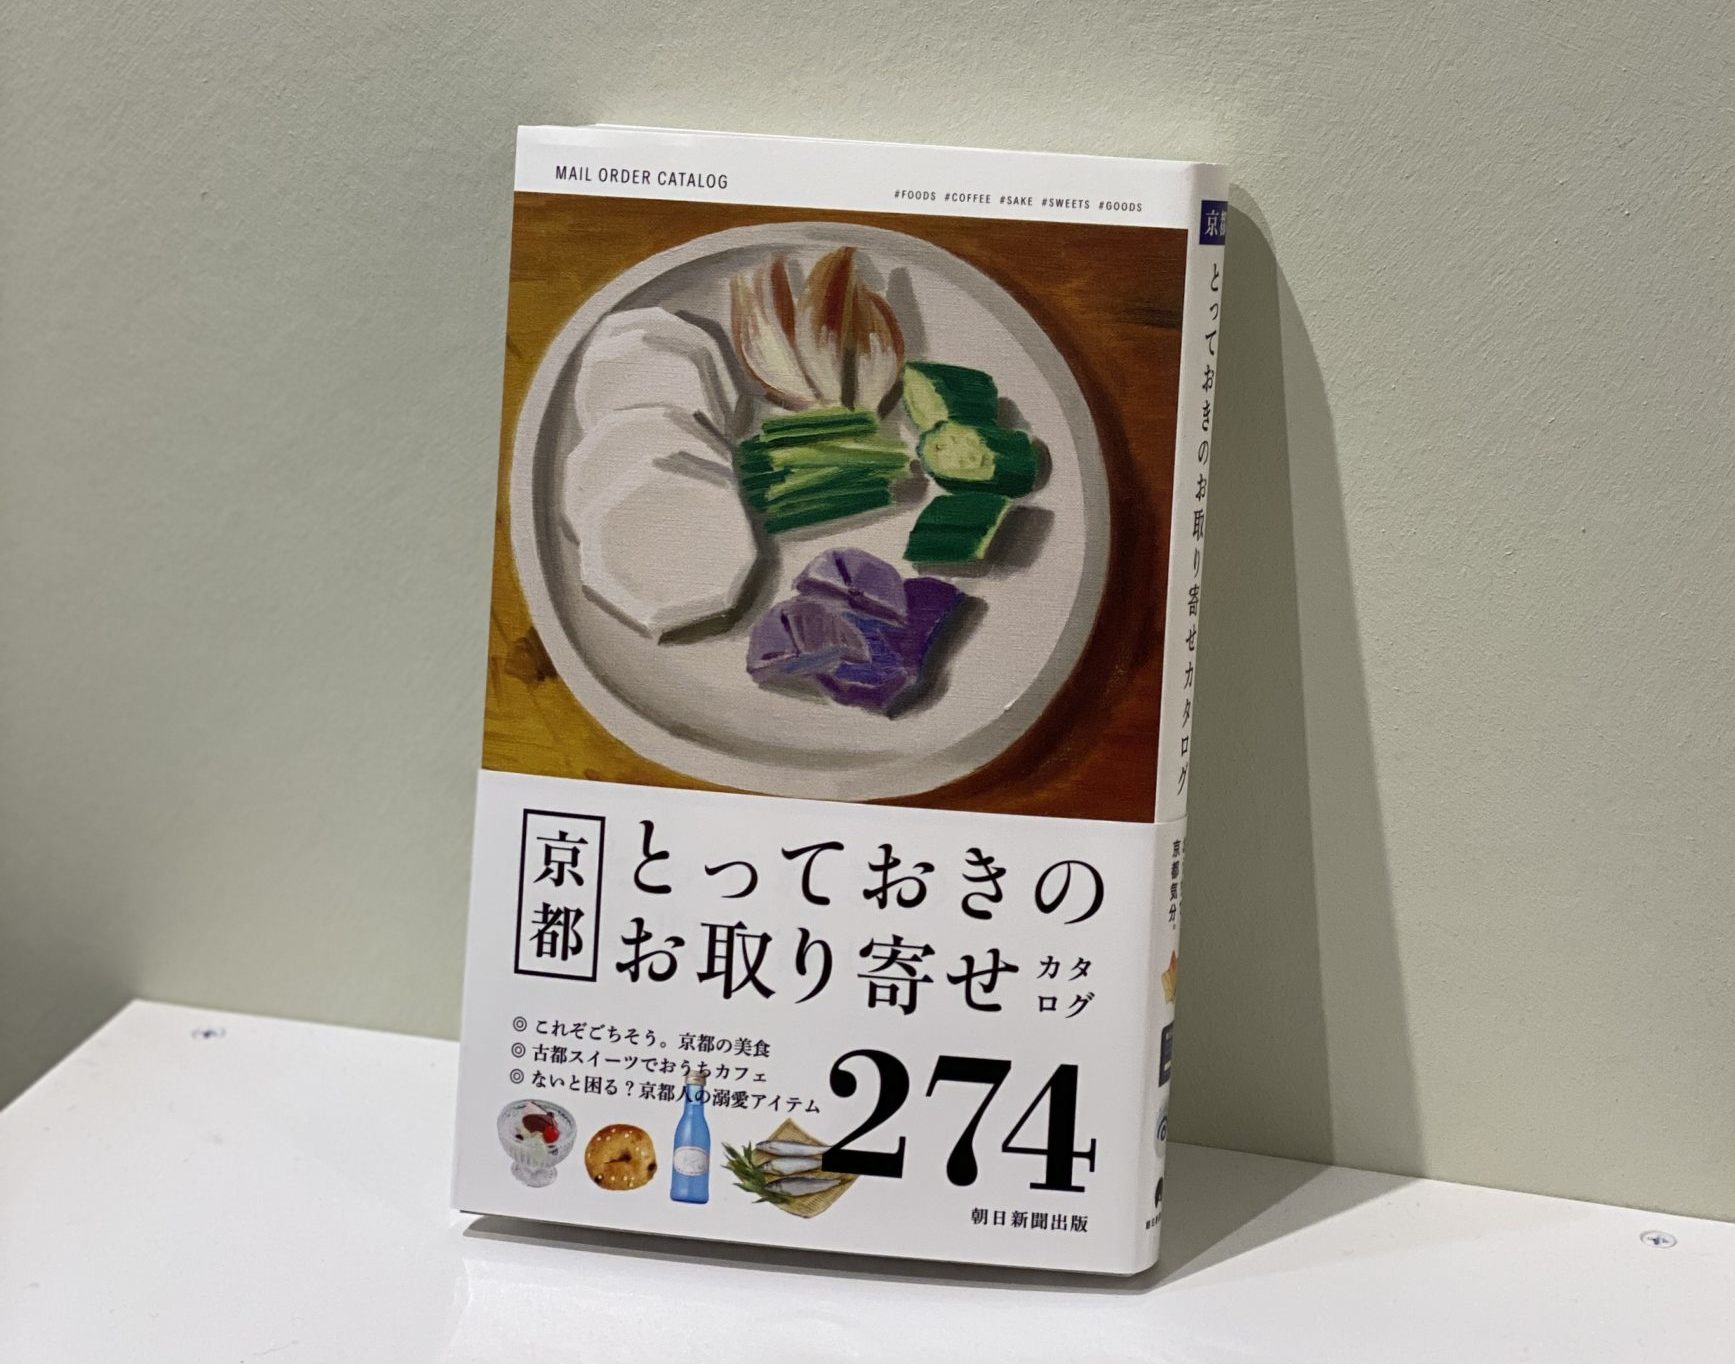 MAIL ORDER CATALOG
#FOODS #COFFEE #SAKE #SWEETS #GOODS
京都
とっておきの
お取り寄せ
カタ
ログ
◎ これぞごちそう。京都の美食
◎ 古都スイーツでおうちカフェ
◎ ないと困る？京都人の溺愛アイテム
274
朝日新聞出版
京都
とっておきのお取り寄せカタログ
京都気分。